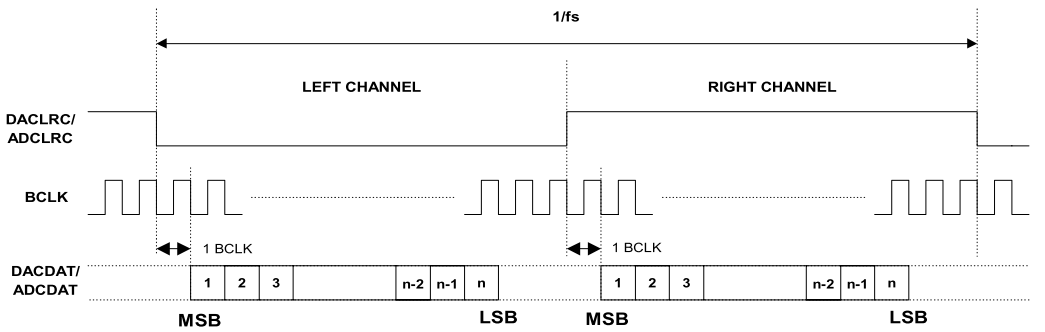 1/fs
LEFT CHANNEL
RIGHT CHANNEL
DACLRC/
ADCLRC
BCLK
1 BCLK
1 BCLK
DACDAT/
ADCDAT
1 2 3 n-2 n-1 n
1 2 3 n-2 n-1 n
MSB
LSB
MSB
LSB